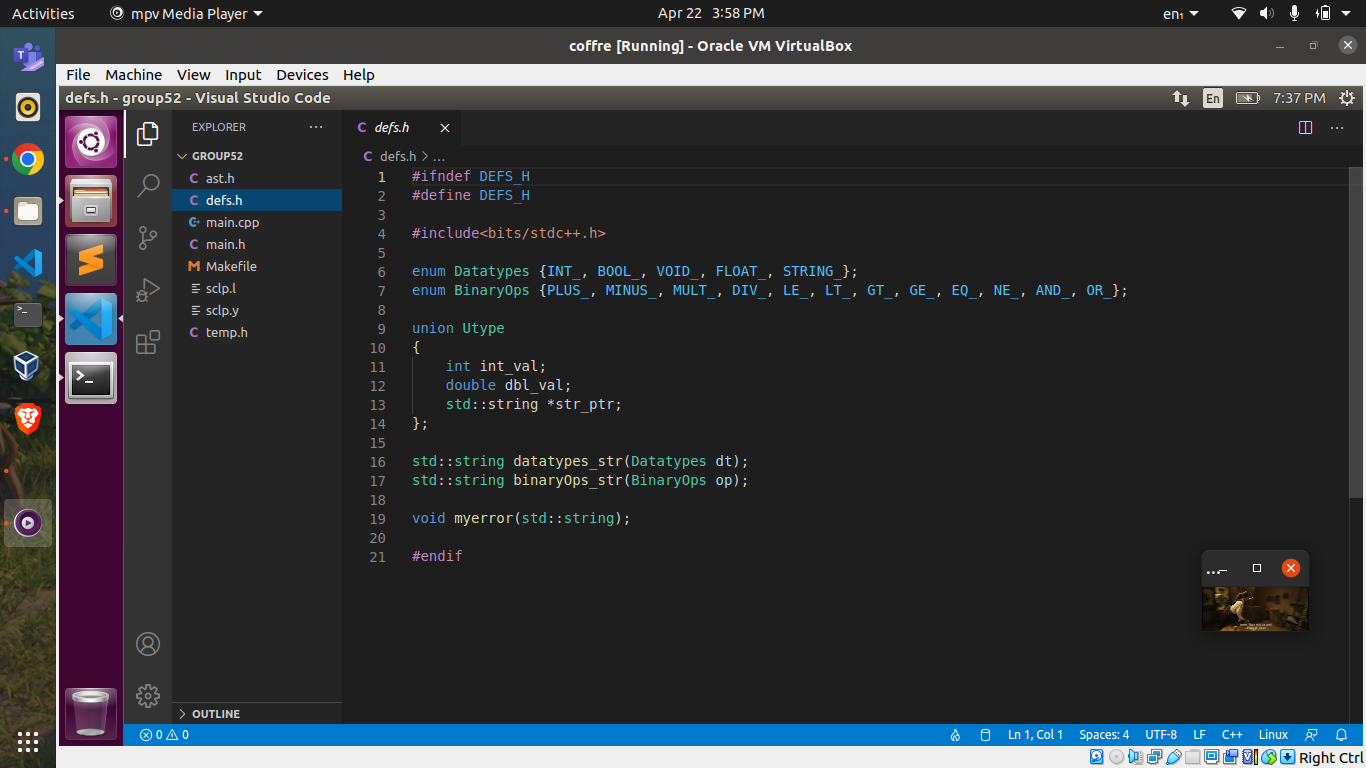 Activities mpv Media Player Apr 22 3:58 PM en₁
coffre [Running] - Oracle VM VirtualBox
File Machine View Input Devices Help
defs.h - group52 - Visual Studio Code En 7:37 PM
EXPLORER ···
GROUP52
C ast.h
C defs.h
C++ main.cpp
C main.h
M Makefile
sclp.l
sclp.y
C temp.h
OUTLINE
C defs.h
C defs.h > ...
1 #ifndef DEFS_H
2 #define DEFS_H
3
4 #include<bits/stdc++.h>
5
6 enum Datatypes {INT_, BOOL_, VOID_, FLOAT_, STRING_};
7 enum BinaryOps {PLUS_, MINUS_, MULT_, DIV_, LE_, LT_, GT_, GE_, EQ_, NE_, AND_, OR_};
8
9 union Utype
10 {
11     int int_val;
12     double dbl_val;
13     std::string *str_ptr;
14 };
15
16 std::string datatypes_str(Datatypes dt);
17 std::string binaryOps_str(BinaryOps op);
18
19 void myerror(std::string);
20
21 #endif
0 0 Ln 1, Col 1 Spaces: 4 UTF-8 LF C++ Linux
Right Ctrl